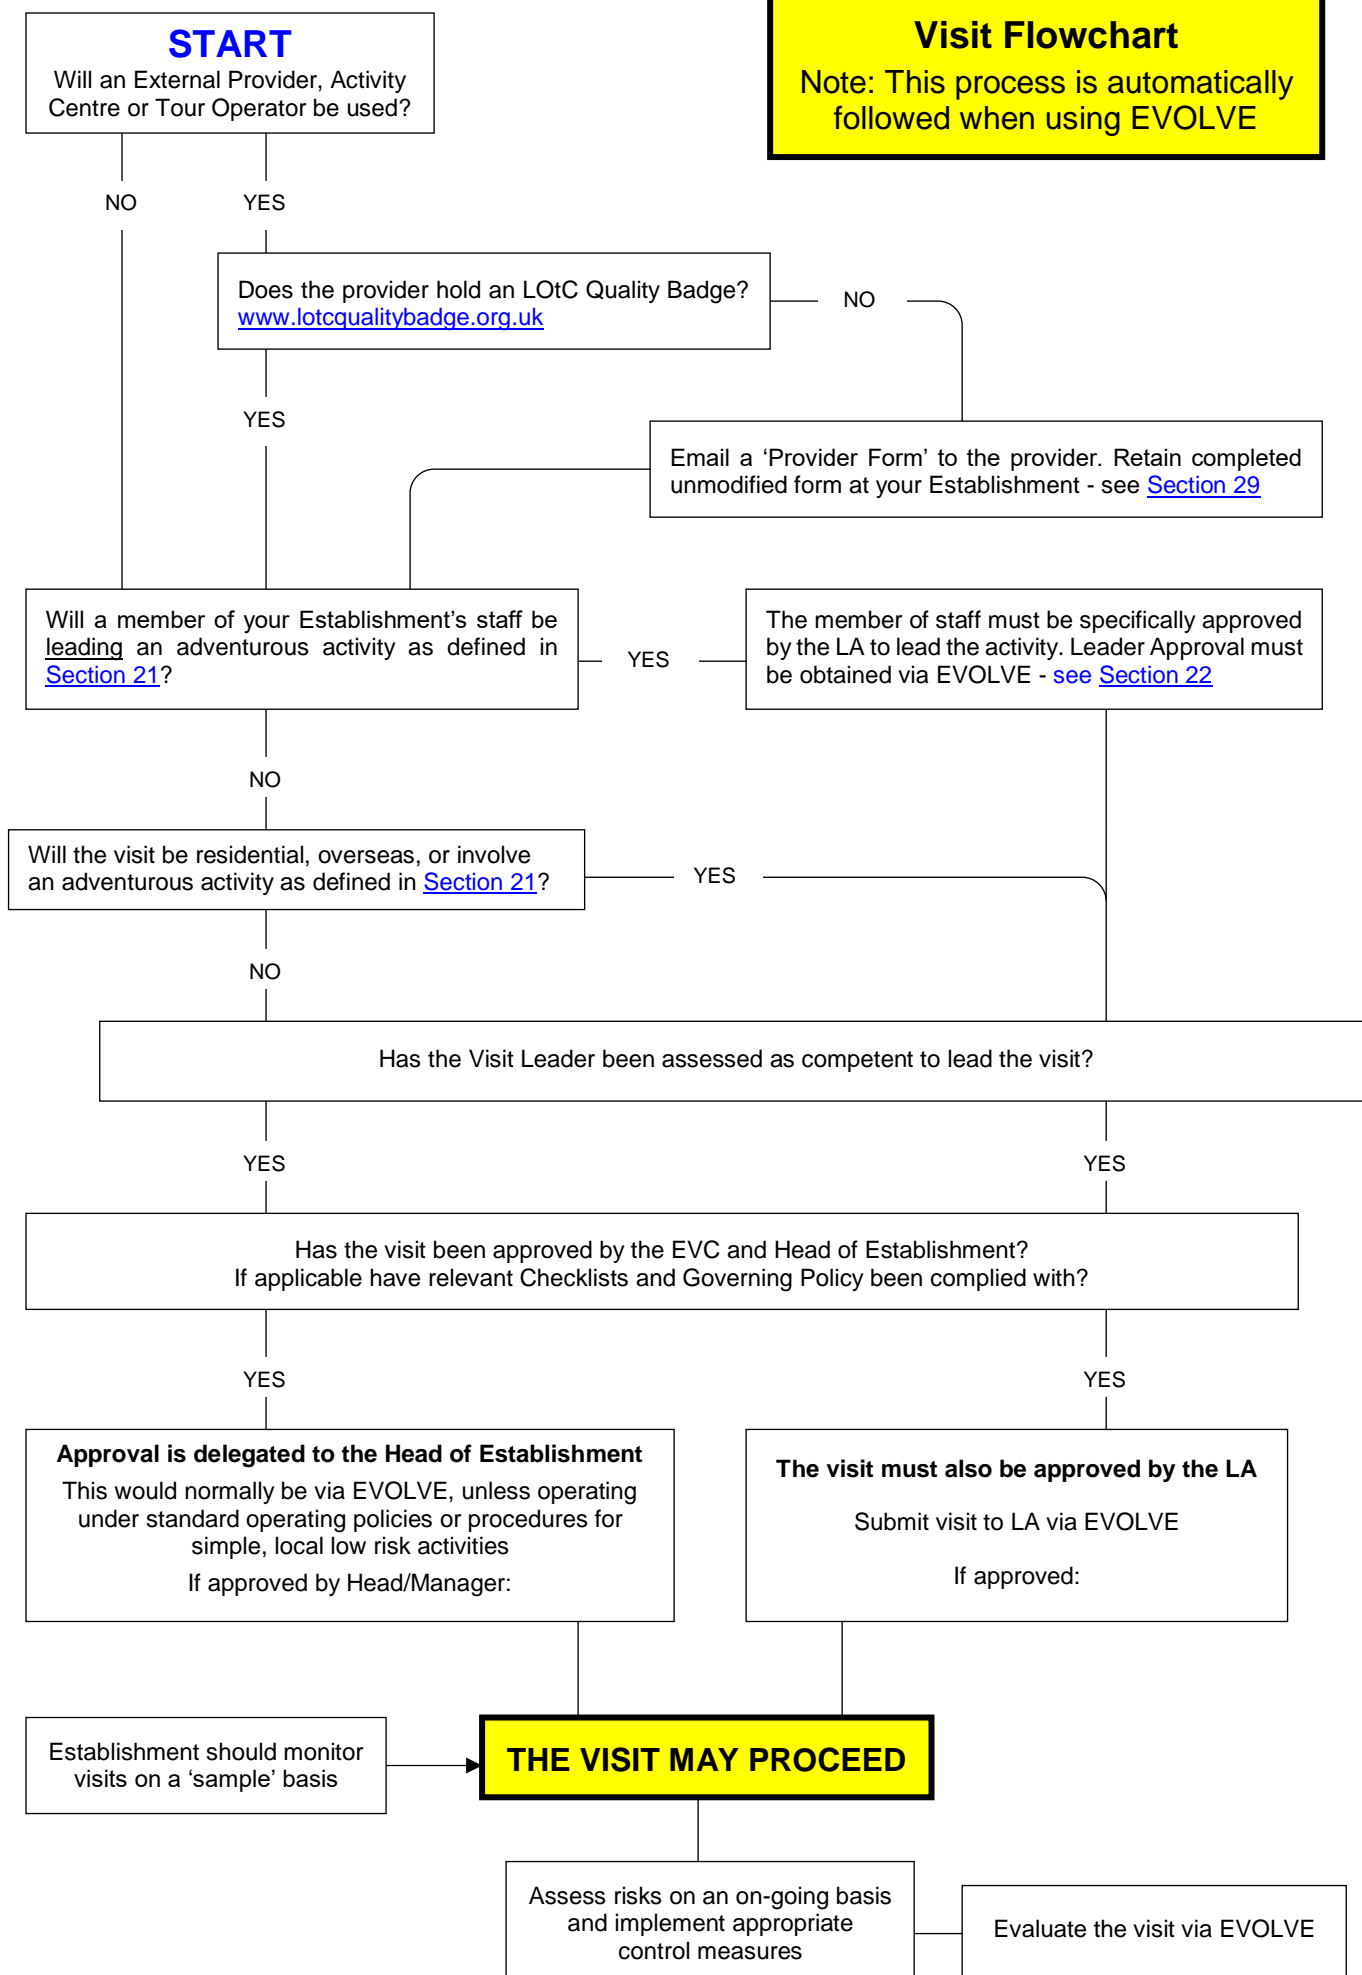 START
Will an External Provider, Activity
Centre or Tour Operator be used?
Visit Flowchart
Note: This process is automatically
followed when using EVOLVE
NO
YES
Does the provider hold an LOtC Quality Badge?
www.lotcqualitybadge.org.uk
NO
YES
Email a ‘Provider Form’ to the provider. Retain completed
unmodified form at your Establishment - see Section 29
Will a member of your Establishment’s staff be
leading an adventurous activity as defined in
Section 21?
YES
The member of staff must be specifically approved
by the LA to lead the activity. Leader Approval must
be obtained via EVOLVE - see Section 22
NO
Will the visit be residential, overseas, or involve
an adventurous activity as defined in Section 21?
YES
NO
Has the Visit Leader been assessed as competent to lead the visit?
YES
YES
Has the visit been approved by the EVC and Head of Establishment?
If applicable have relevant Checklists and Governing Policy been complied with?
YES
YES
Approval is delegated to the Head of Establishment
This would normally be via EVOLVE, unless operating
under standard operating policies or procedures for
simple, local low risk activities
If approved by Head/Manager:
The visit must also be approved by the LA
Submit visit to LA via EVOLVE
If approved:
Establishment should monitor
visits on a ‘sample’ basis
THE VISIT MAY PROCEED
Assess risks on an on-going basis
and implement appropriate
control measures
Evaluate the visit via EVOLVE